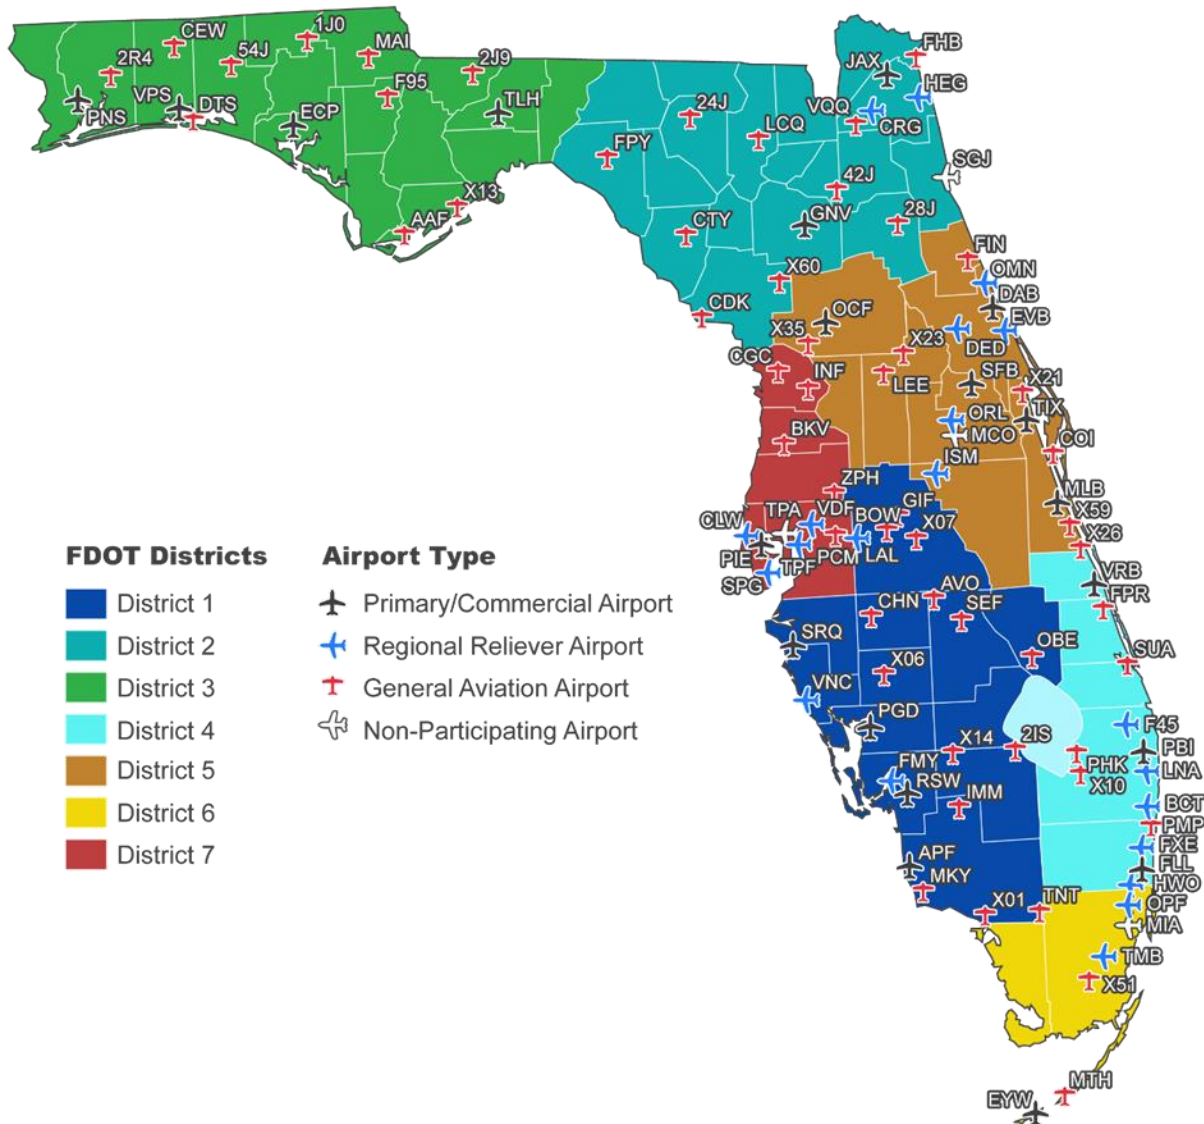 1J0
CEW
MAI
54J
2R4
2J9
F95
VPS
DTS
PNS
ECP
TLH
X13
AAF
FHB
JAX
HEG
24J
VQQ
CRG
LCQ
FPY
SGJ
42J
GNV
28J
CTY
FIN
X60
OMN
DAB
CDK
OCF
EVB
X35
X23
DED
CGC
INF
LEE
SFB
X21
TIX
ORL
MCO
BKV
COI
ISM
ZPH
MLB
GIF
TPA
VDF
BOW
X07
X59
CLW
X26
PIE
TPF
PCM
LAL
SPG
VRB
AVO
FPR
CHN
SEF
SRQ
OBE
SUA
X06
VNC
PGD
F45
X14
2IS
PBI
FMY
PHK
LNA
RSW
X10
IMM
BCT
PMP
FXE
APF
FLL
MKY
HWO
X01
TNT
OPF
MIA
TMB
X51
MTH
EYW
FDOT Districts
District 1
District 2
District 3
District 4
District 5
District 6
District 7
Airport Type
Primary/Commercial Airport
Regional Reliever Airport
General Aviation Airport
Non-Participating Airport